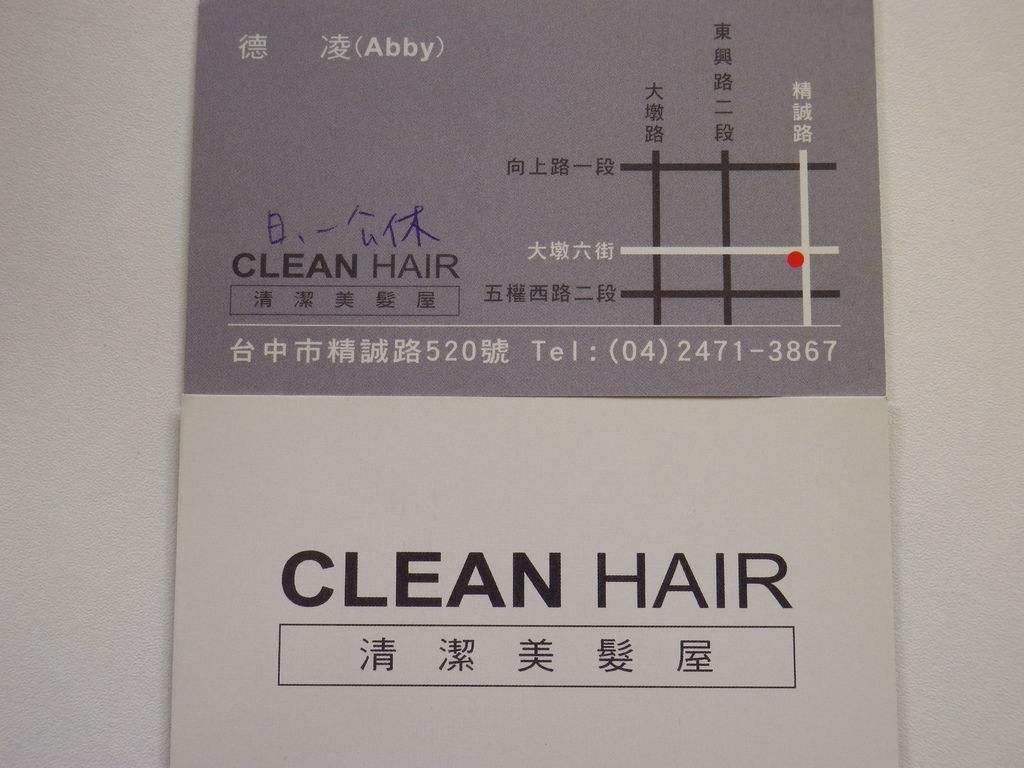 德 凌(Abby)
東興路二段
大墩路
精誠路
向上路一段
大墩六街
五權西路二段
日、一公休
CLEAN HAIR
清潔美髮屋
台中市精誠路520號 Tel:(04)2471-3867
CLEAN HAIR
清潔美髮屋